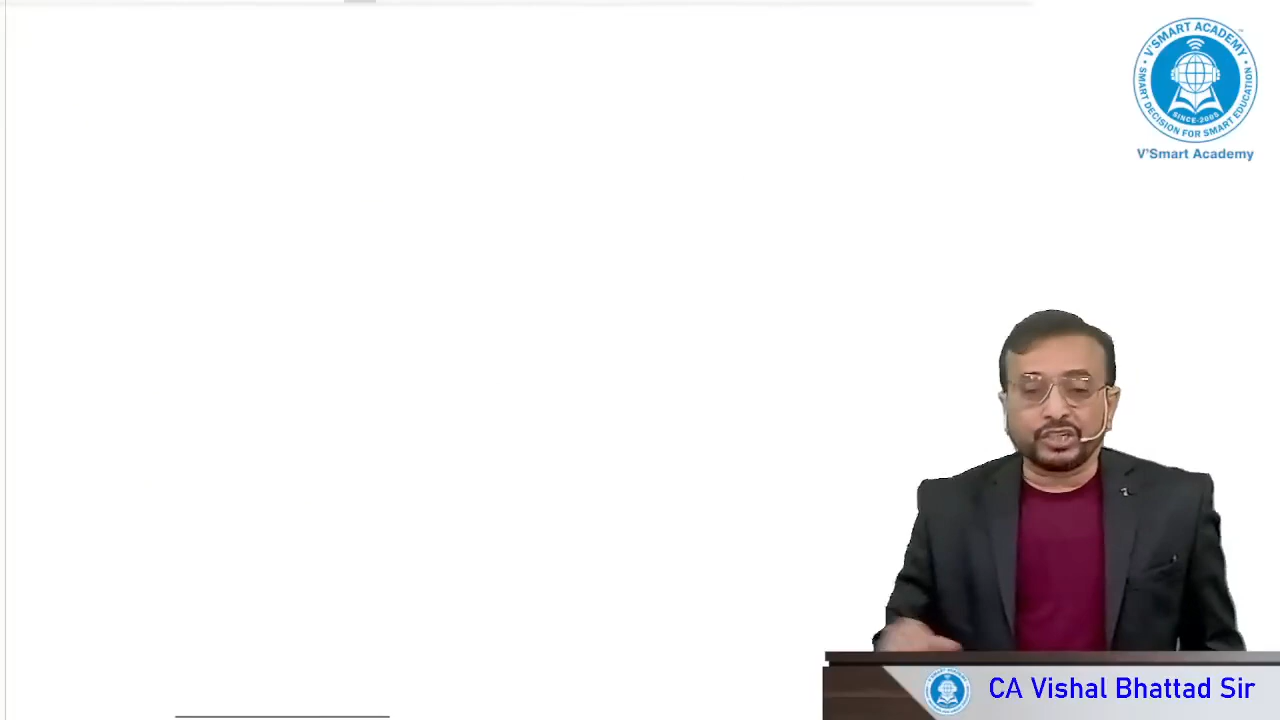 V'SMART ACADEMY
SMART DECISION FOR SMART EDUCATION
SINCE-2005
V'Smart Academy
CA Vishal Bhattad Sir